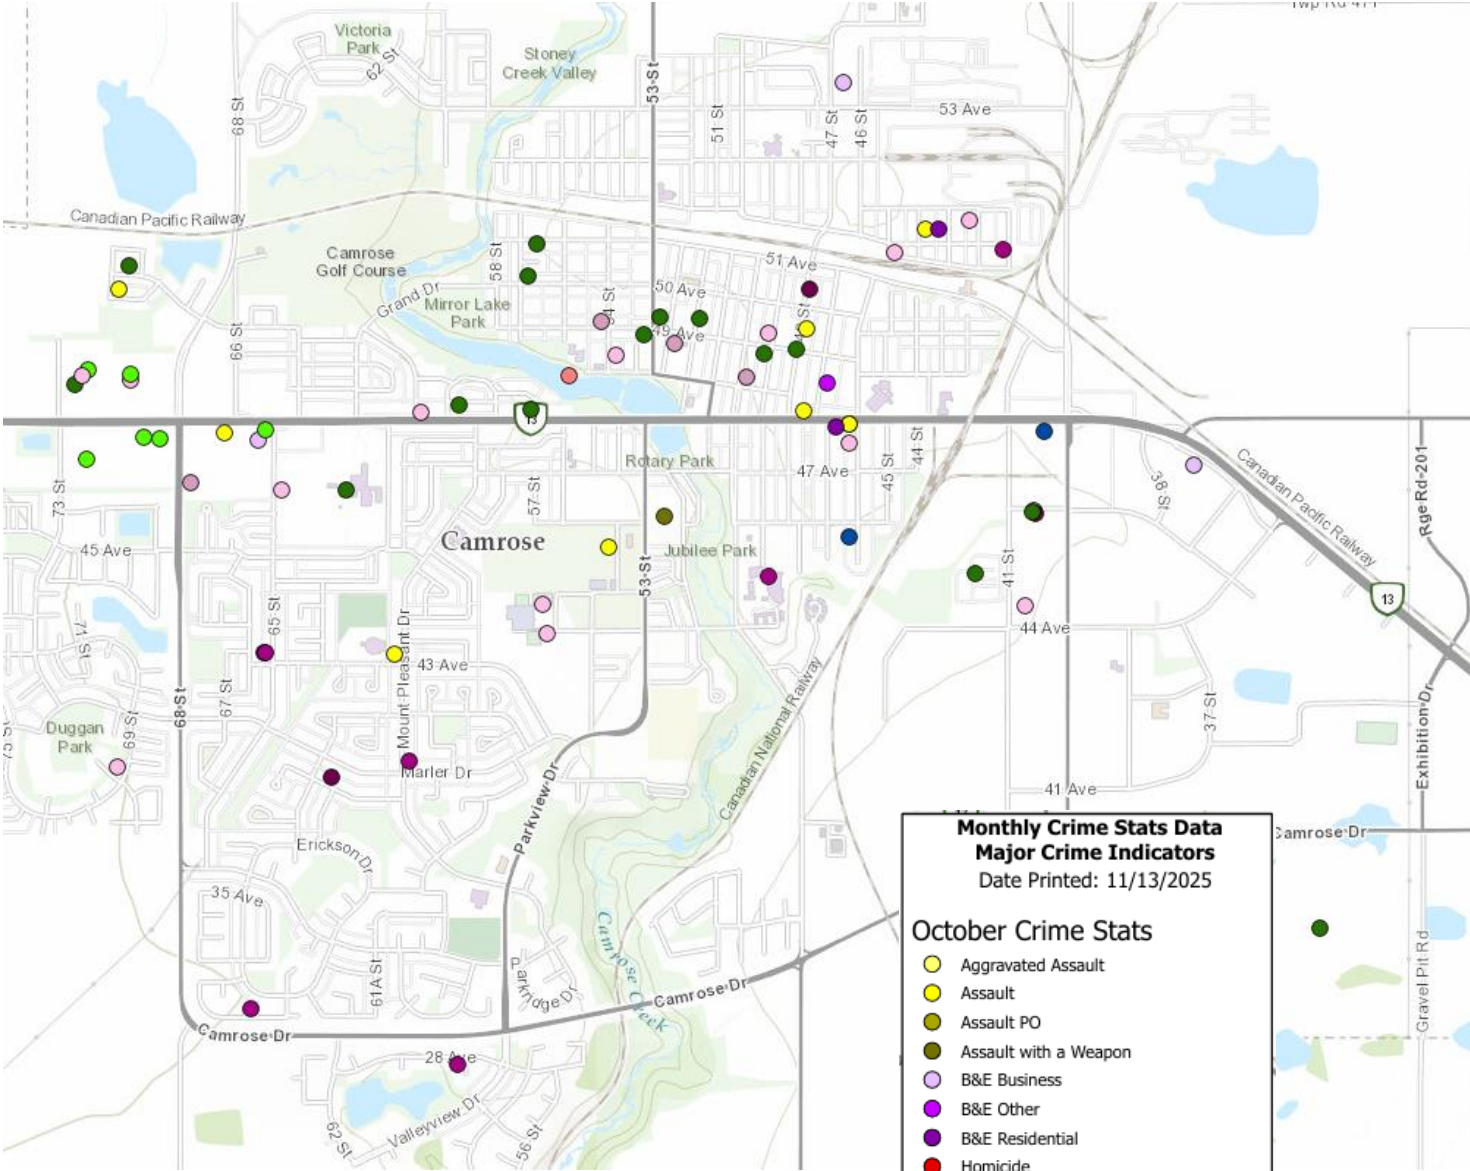 Twp Rd 471
Victoria
Park
62 St
Stoney
Creek Valley
53 St
68 St
51 St
47 St
46 St
53 Ave
Canadian Pacific Railway
Camrose
Golf Course
58 St
51 Ave
Grand Dr
Mirror Lake
Park
50 Ave
49 Ave
66 St
13
Rotary Park
44 St
45 St
47 Ave
38 St
Canadian Pacific Railway
Rge Rd 201
73 St
57 St
Camrose
45 Ave
Jubilee Park
53 St
41 St
13
44 Ave
71 St
65 St
Mount Pleasant Dr
43 Ave
67 St
68 St
69 St
Duggan
Park
75 St
37 St
Canadian National Railway
Exhibition Dr
Marler Dr
Parkview Dr
41 Ave
Erickson Dr
Camrose Dr
35 Ave
61A St
Parkridge Dr
Camrose Creek
Camrose Dr
Gravel Pit Rd
Camrose Dr
28 Ave
Valleyview Dr
62 St
56 St
Monthly Crime Stats Data
Major Crime Indicators
Date Printed: 11/13/2025
October Crime Stats
Aggravated Assault
Assault
Assault PO
Assault with a Weapon
B&E Business
B&E Other
B&E Residential
Homicide